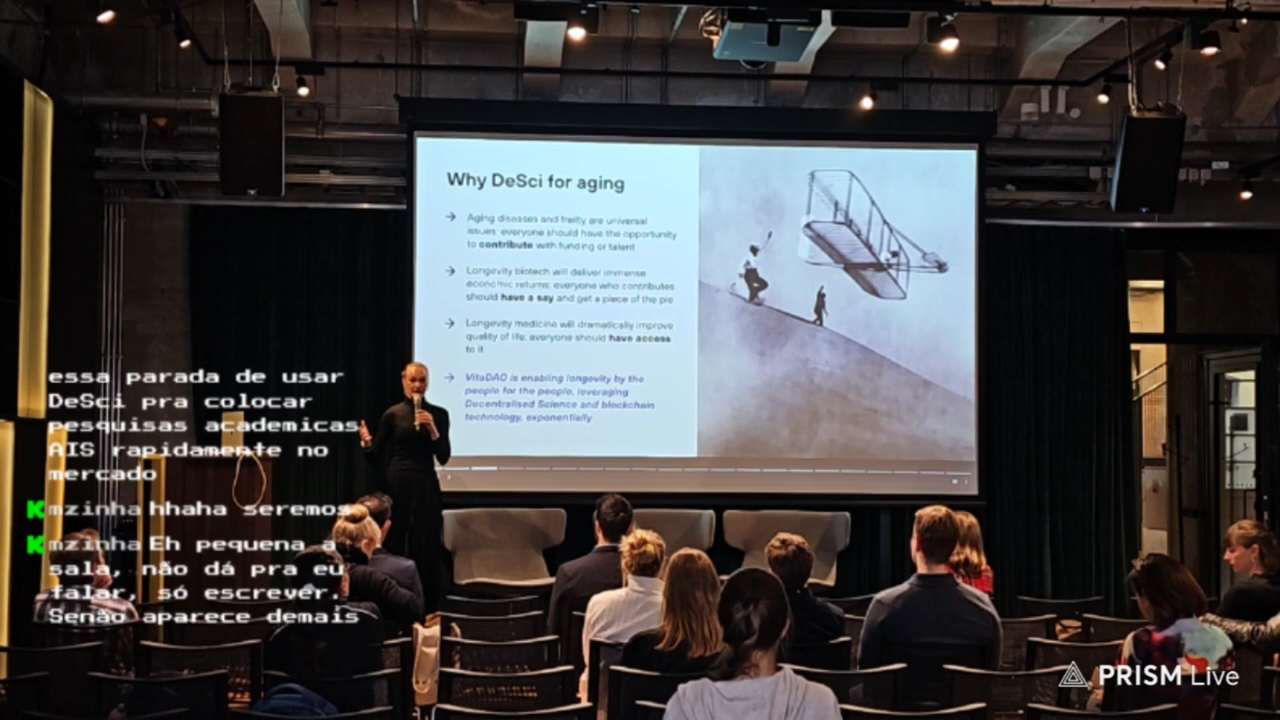 Why DeSci for aging
Aging diseases and frailty are universal
issues: everyone should have the opportunity
to contribute with funding or talent
Longevity biotech will deliver immense
economic returns: everyone who contributes
should have a say and get a piece of the pie
Longevity medicine will dramatically improve
quality of life: everyone should have access
to it
VitaDAO is enabling longevity by the
people for the people, leveraging
Decentralised Science and blockchain
technology, exponentially
essa parada de usar
DeSci pra colocar
pesquisas academicas
AIS rapidamente no
mercado
Kmzinha hhaha seremos
Kmzinha Eh pequena a
sala, não dá pra eu
falar, só escrever.
Senão aparece demais
PRISM Live